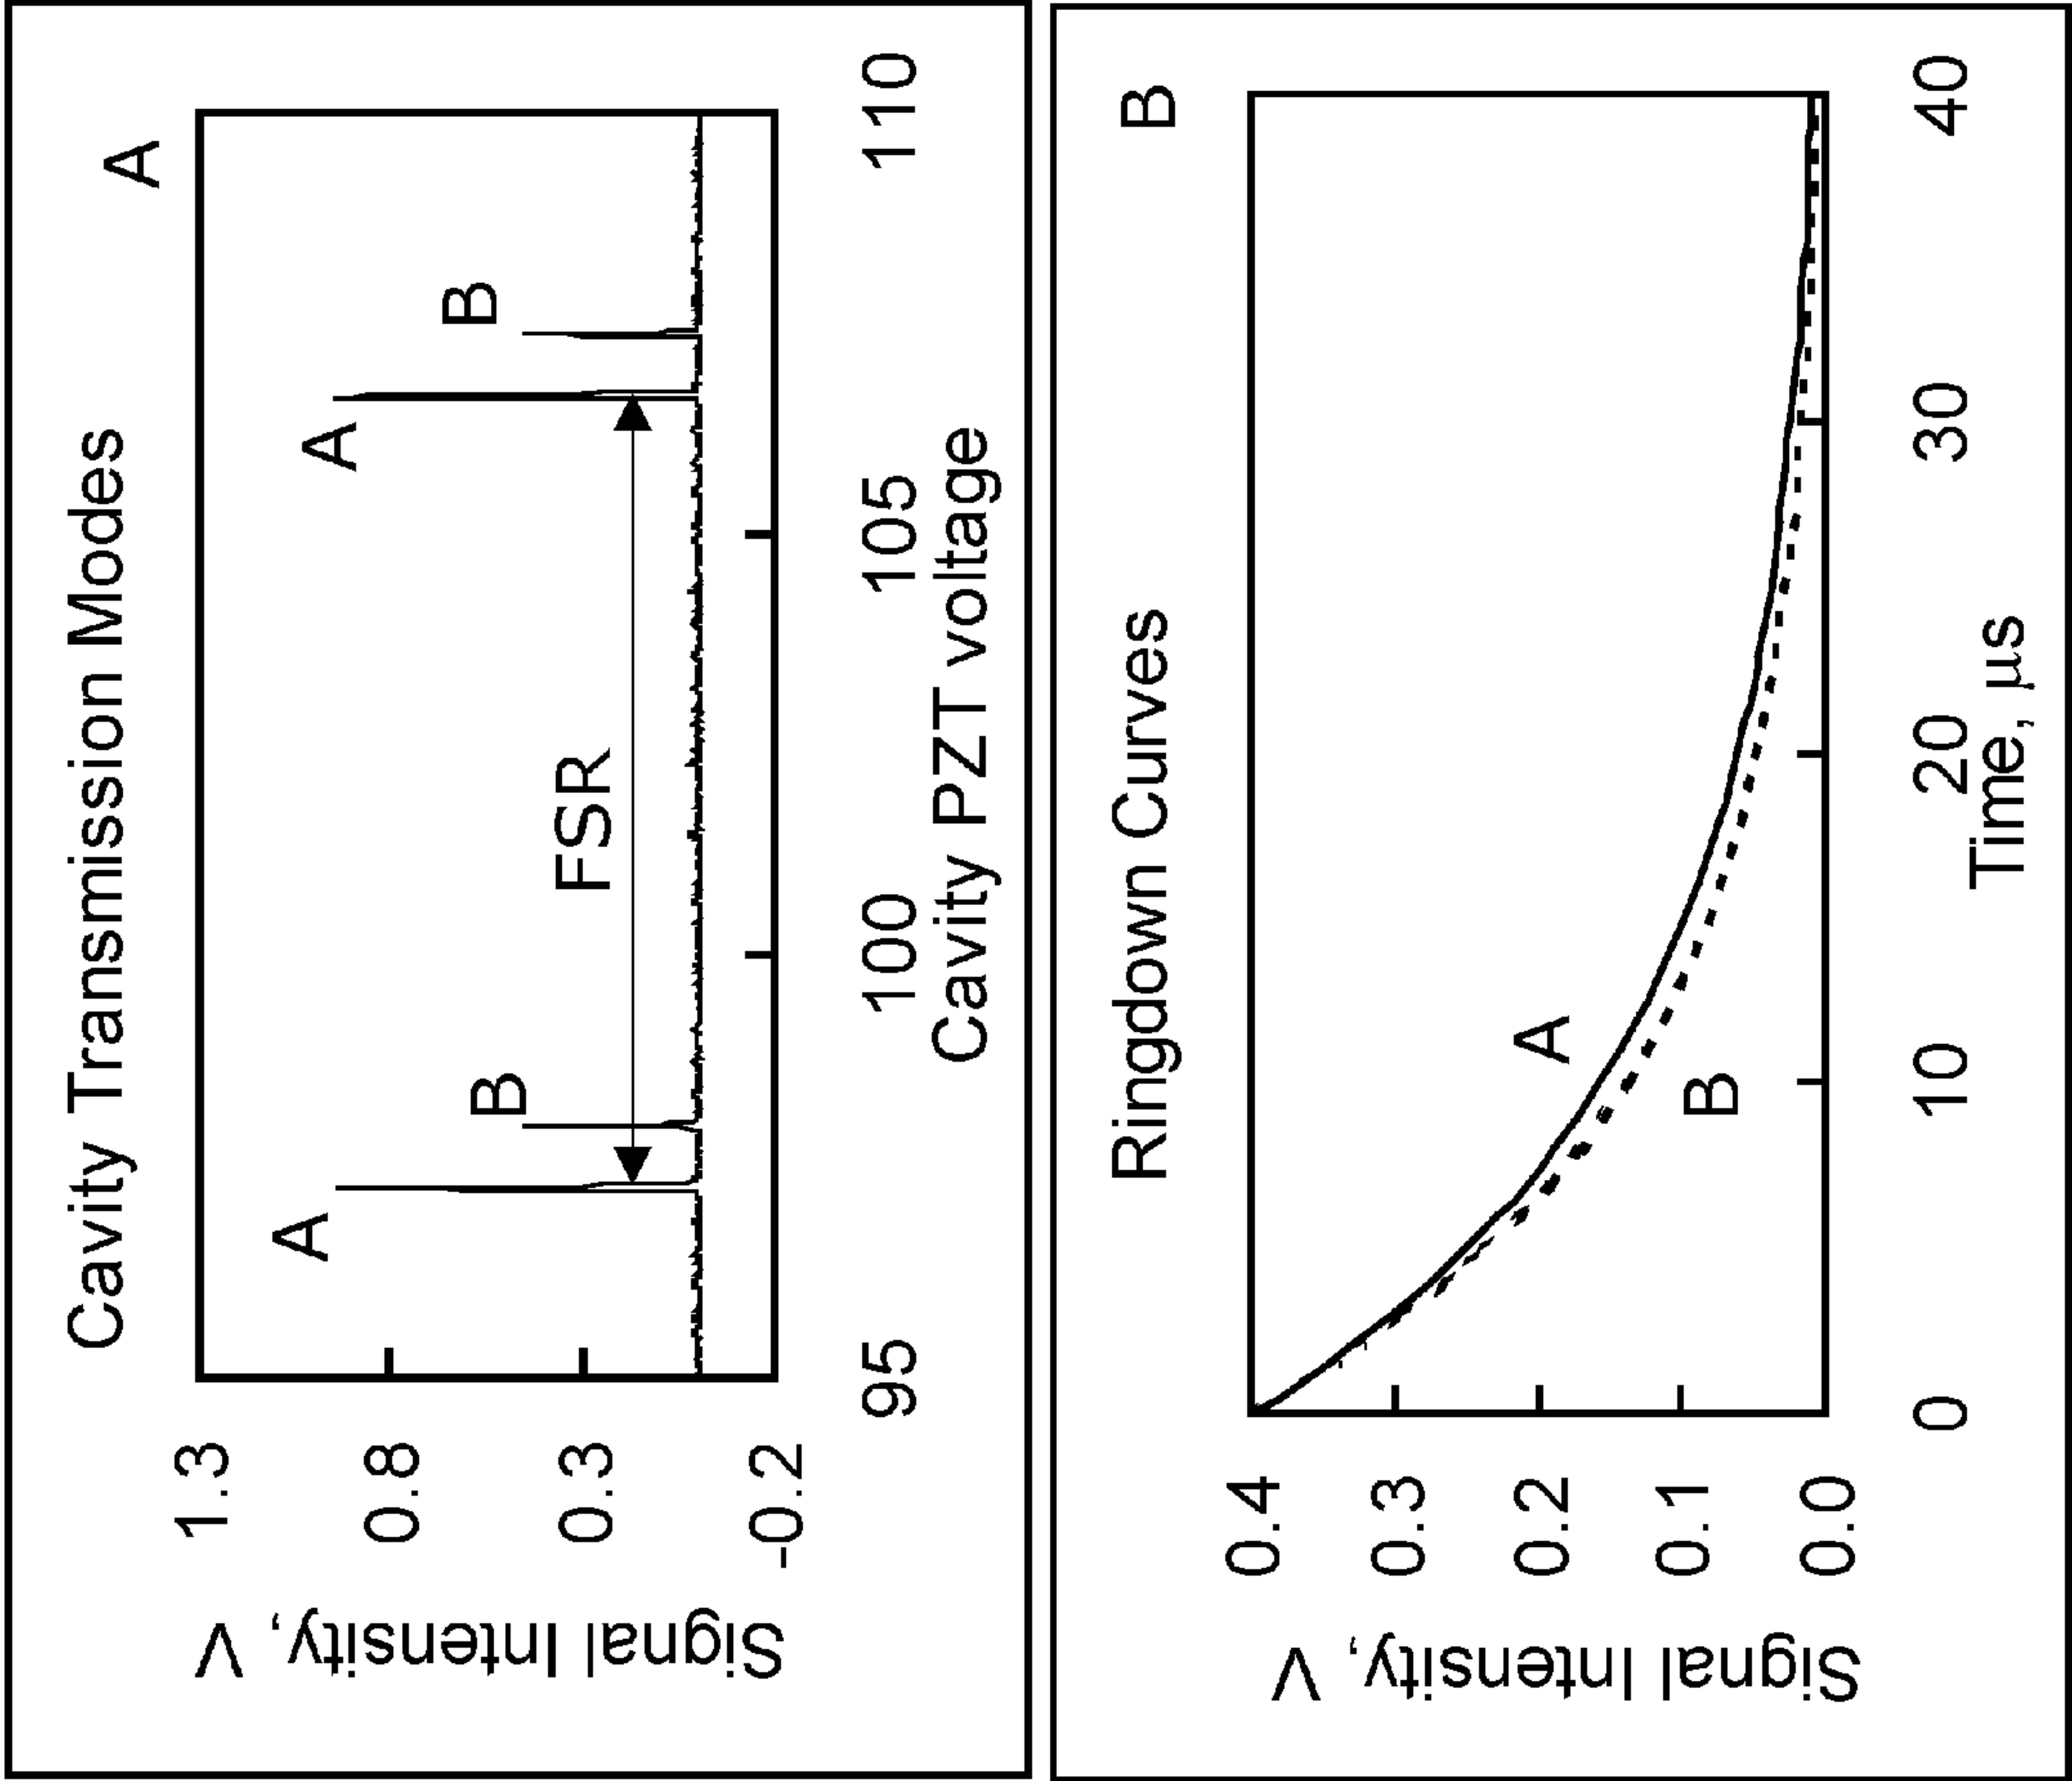 Cavity Transmission Modes
A
Signal Intensity, V
1.3
0.8
0.3
-0.2
A
B
FSR
A
B
95
100
105
110
Cavity PZT voltage
Ringdown Curves
B
Signal Intensity, V
0.4
0.3
0.2
0.1
0.0
A
B
0
10
20
30
40
Time, μs